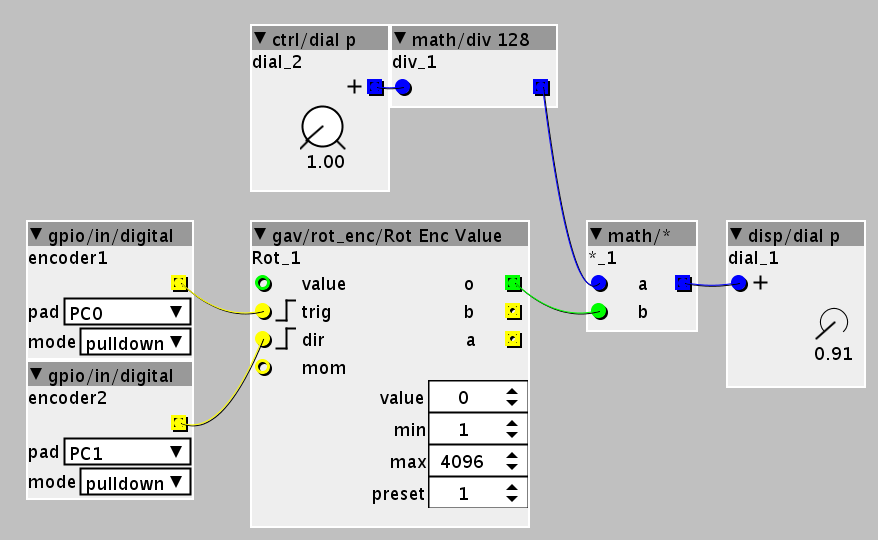 ctrl/dial p
math/div 128
dial_2
div_1
+
1.00
gpio/in/digital
encoder1
pad PC0
mode pulldown
gpio/in/digital
encoder2
pad PC1
mode pulldown
gav/rot_enc/Rot Enc Value
Rot_1
value o
trig b
dir a
mom
value 0
min 1
max 4096
preset 1
math/*
*_1
a
b
disp/dial p
dial_1
+
0.91